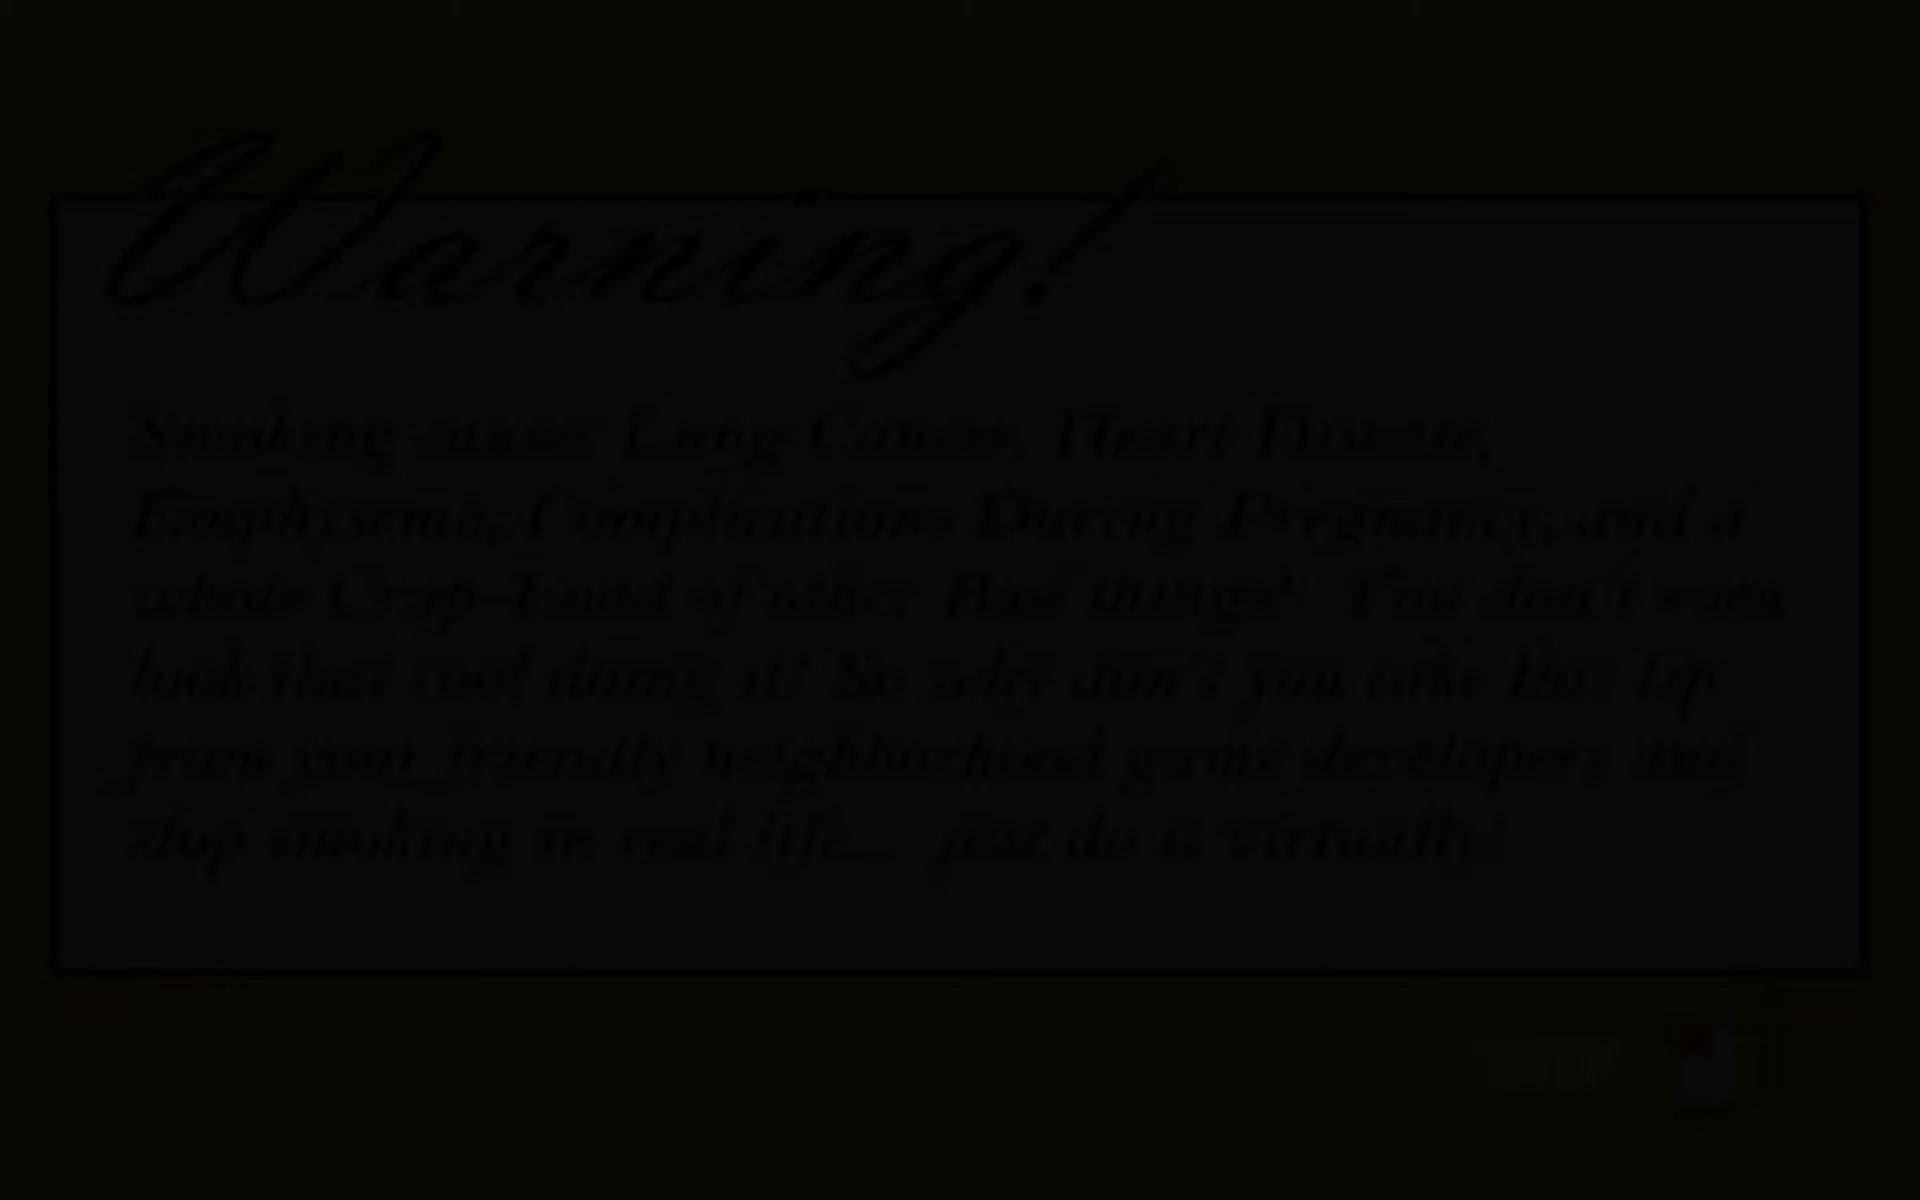 Warning!
Smoking causes Lung Cancer, Heart Disease,
Emphysema, Complications During Pregnancy, and a
whole Crap-Load of other Bad things! You don't even
look that cool doing it! So why don't you take this tip
from your friendly neighborhood game developers and
stop smoking in real life... just do it virtually!